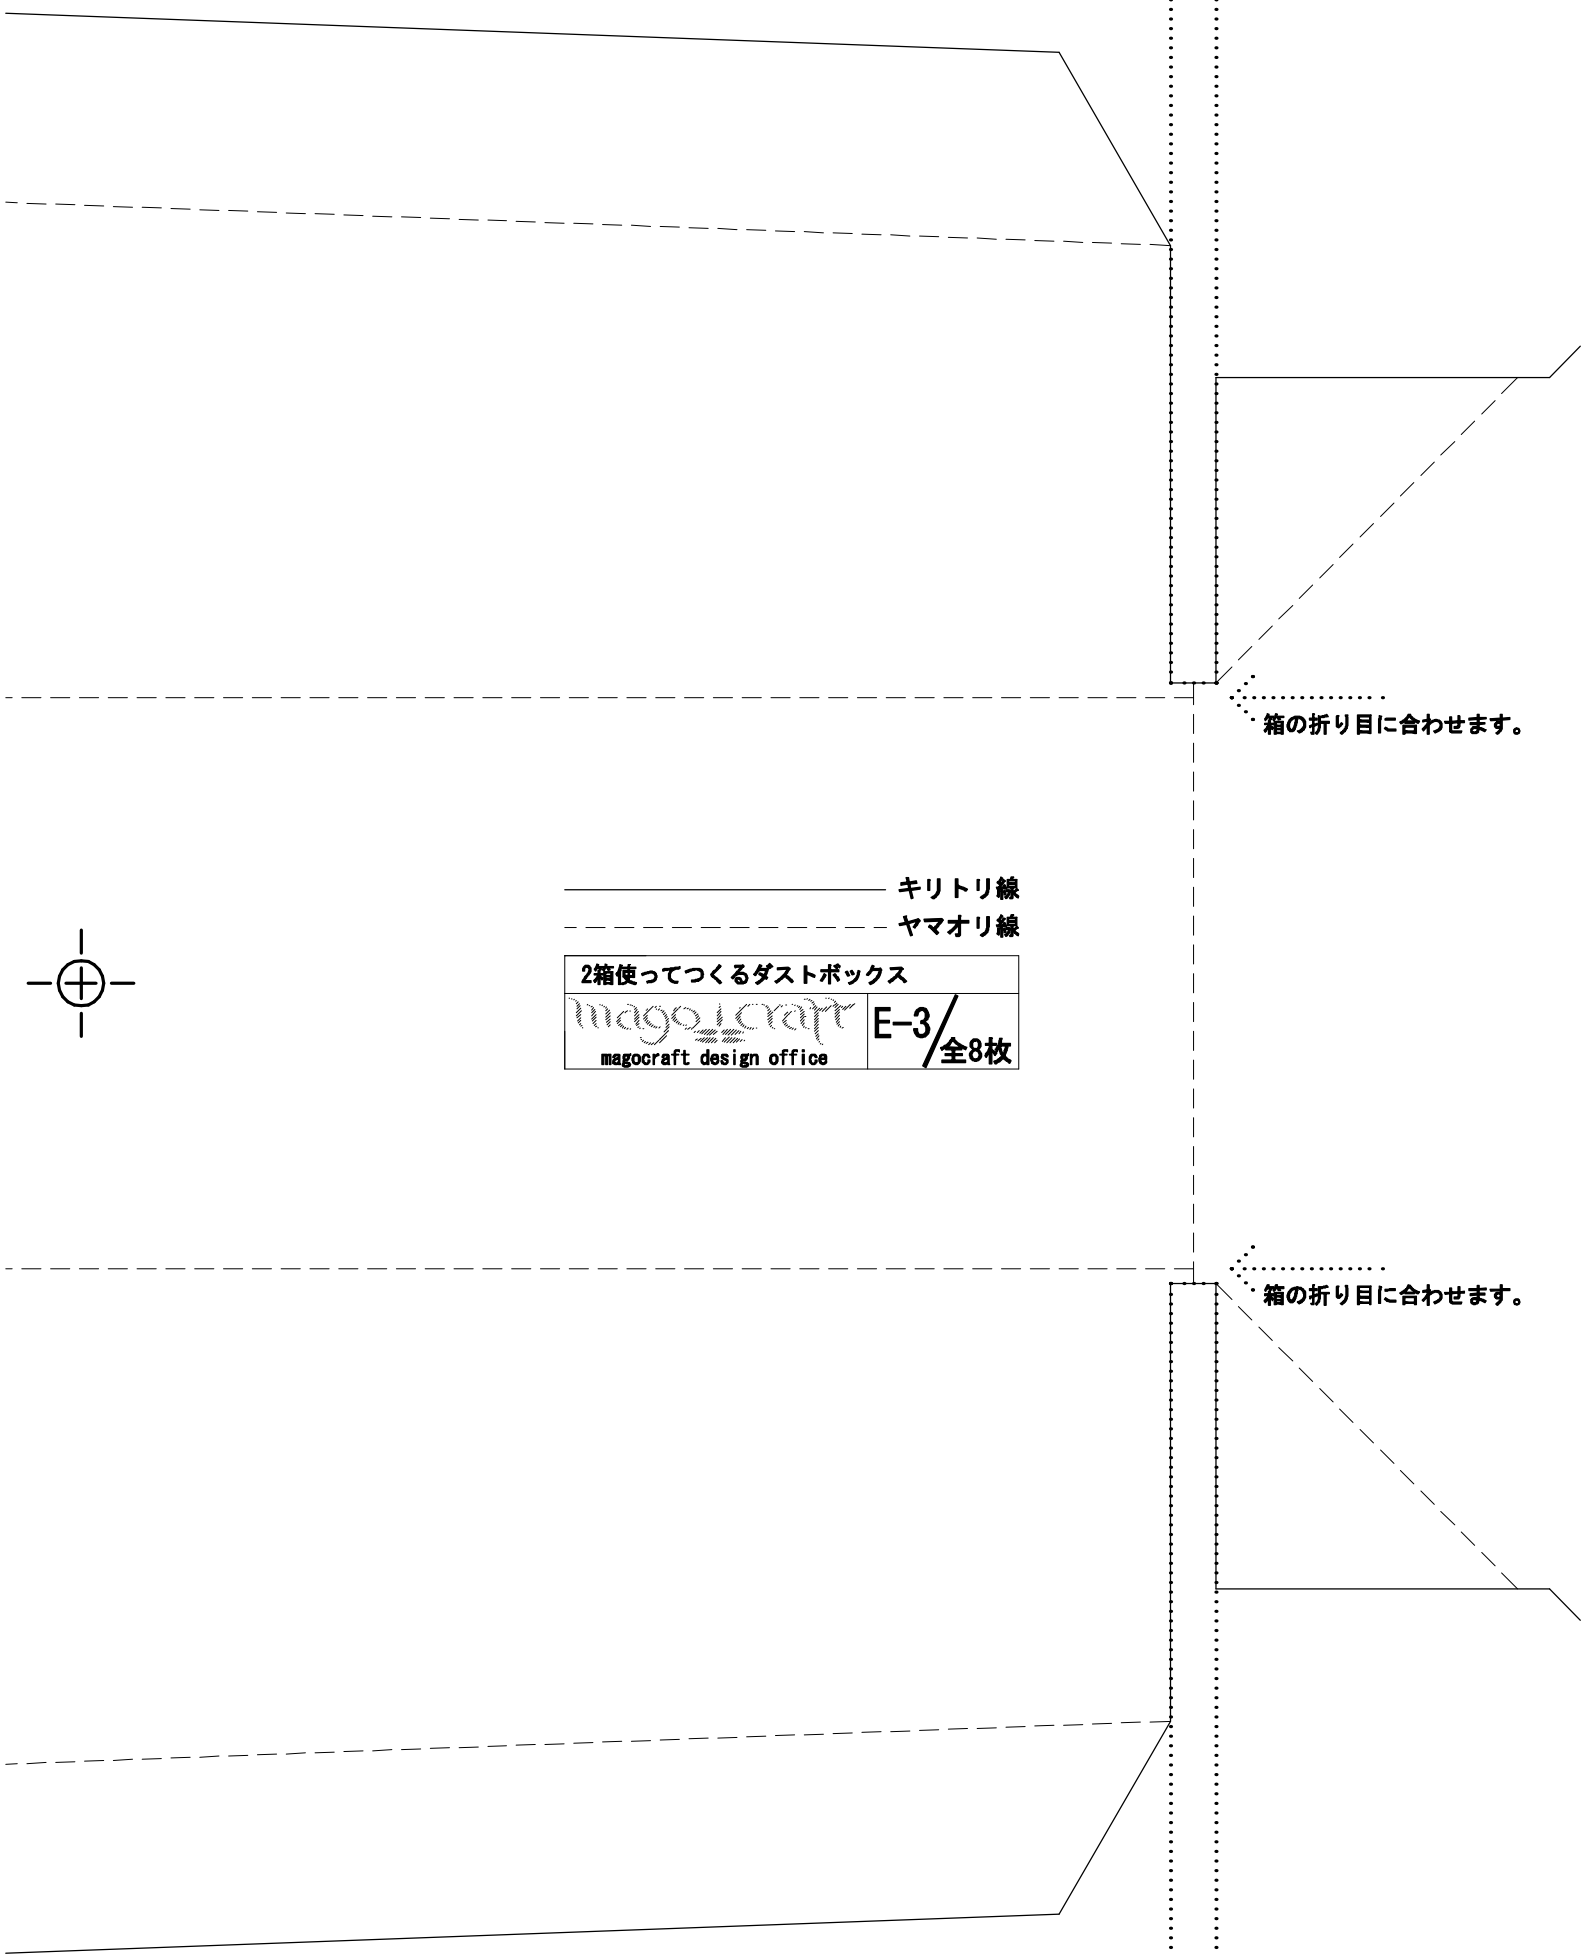 箱の折り目に合わせます。
キリトリ線
ヤマオリ線
2箱使ってつくるダストボックス
mago craft
E-3/全8枚
magocraft design office
箱の折り目に合わせます。